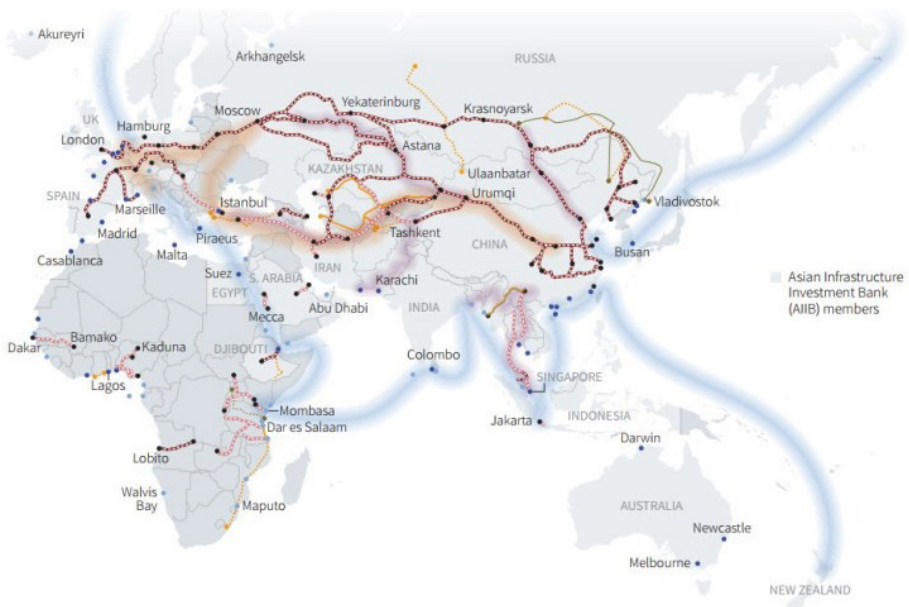 Akureyri
Arkhangelsk
RUSSIA
UK
Hamburg
Moscow
Yekaterinburg
Krasnoyarsk
London
Astana
KAZAKHSTAN
Ulaanbatar
Urumqi
SPAIN
Istanbul
Vladivostok
Marseille
Madrid
Piraeus
Tashkent
CHINA
Casablanca
Malta
Busan
Suez
S. ARABIA
IRAN
EGYPT
Karachi
INDIA
Abu Dhabi
Mecca
Asian Infrastructure
Investment Bank
(AIIB) members
Bamako
Kaduna
Dakar
DJIBOUTI
Colombo
Lagos
SINGAPORE
Mombasa
Jakarta
INDONESIA
Dar es Salaam
Darwin
Lobito
Walvis
Bay
Maputo
AUSTRALIA
Newcastle
Melbourne
NEW ZEALAND